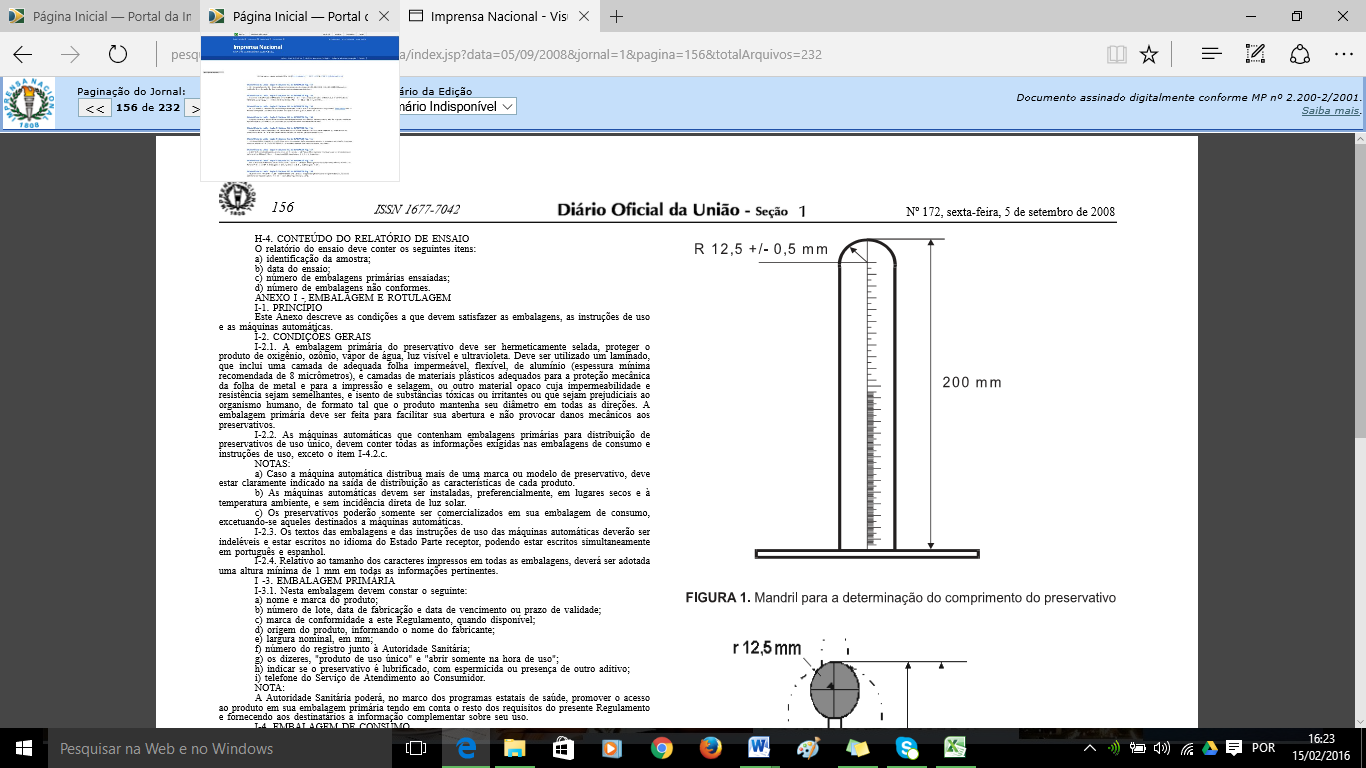 Página Inicial — Portal da In
Página Inicial — Portal d
Imprensa Nacional - Visu
pesqu
a/index.jsp?data=05/09/2008&jornal=1&pagina=156&totalArquivos=232
Imprensa Nacional
Paginação do Jornal:
<< 156 de 232 >
ário da Edição
nário Indisponível
Documento assinado digitalmente conforme MP nº 2.200-2/2001.
Saiba mais.
156 ISSN 1677-7042 Diário Oficial da União - Seção 1 Nº 172, sexta-feira, 5 de setembro de 2008
H-4. CONTEÚDO DO RELATÓRIO DE ENSAIO
O relatório do ensaio deve conter os seguintes itens:
a) identificação da amostra;
b) data do ensaio;
c) número de embalagens primárias ensaiadas;
d) número de embalagens não conformes.
ANEXO I - EMBALAGEM E ROTULAGEM
I-1. PRINCÍPIO
Este Anexo descreve as condições a que devem satisfazer as embalagens, as instruções de uso
e as máquinas automáticas.
I-2. CONDIÇÕES GERAIS
I-2.1. A embalagem primária do preservativo deve ser hermeticamente selada, proteger o
produto de oxigênio, ozônio, vapor de água, luz visível e ultravioleta. Deve ser utilizado um laminado,
que inclui uma camada de adequada folha impermeável, flexível, de alumínio (espessura mínima
recomendada de 8 micrômetros), e camadas de materiais plásticos adequados para a proteção mecânica
da folha de metal e para a impressão e selagem, ou outro material opaco cuja impermeabilidade e
resistência sejam semelhantes, e isento de substâncias tóxicas ou irritantes ou que sejam prejudiciais ao
organismo humano, de formato tal que o produto mantenha seu diâmetro em todas as direções. A
embalagem primária deve ser feita para facilitar sua abertura e não provocar danos mecânicos aos
preservativos.
I-2.2. As máquinas automáticas que contenham embalagens primárias para distribuição de
preservativos de uso único, devem conter todas as informações exigidas nas embalagens de consumo e
instruções de uso, exceto o item I-4.2.c.
NOTAS:
a) Caso a máquina automática distribua mais de uma marca ou modelo de preservativo, deve
estar claramente indicado na saída de distribuição as características de cada produto.
b) As máquinas automáticas devem ser instaladas, preferencialmente, em lugares secos e à
temperatura ambiente, e sem incidência direta de luz solar.
c) Os preservativos poderão somente ser comercializados em sua embalagem de consumo,
excetuando-se aqueles destinados a máquinas automáticas.
I-2.3. Os textos das embalagens e das instruções de uso das máquinas automáticas deverão ser
indeléveis e estar escritos no idioma do Estado Parte receptor, podendo estar escritos simultaneamente
em português e espanhol.
I-2.4. Relativo ao tamanho dos caracteres impressos em todas as embalagens, deverá ser adotada
uma altura mínima de 1 mm em todas as informações pertinentes.
I -3. EMBALAGEM PRIMÁRIA
I-3.1. Nesta embalagem devem constar o seguinte:
a) nome e marca do produto;
b) número de lote, data de fabricação e data de vencimento ou prazo de validade;
c) marca de conformidade a este Regulamento, quando disponível;
d) origem do produto, informando o nome do fabricante;
e) largura nominal, em mm;
f) número do registro junto à Autoridade Sanitária;
g) os dizeres, "produto de uso único" e "abrir somente na hora de uso";
h) indicar se o preservativo é lubrificado, com espermicida ou presença de outro aditivo;
i) telefone do Serviço de Atendimento ao Consumidor.
NOTA:
A Autoridade Sanitária poderá, no marco dos programas estatais de saúde, promover o acesso
ao produto em sua embalagem primária tendo em conta o resto dos requisitos do presente Regulamento
e fornecendo aos destinatários a informação complementar sobre seu uso.
I-4. EMBALAGEM DE CONSUMO
R 12,5 +/- 0,5 mm
200 mm
FIGURA 1. Mandril para a determinação do comprimento do preservativo
r 12,5 mm
Pesquisar na Web e no Windows
POR
16:23
15/02/2016